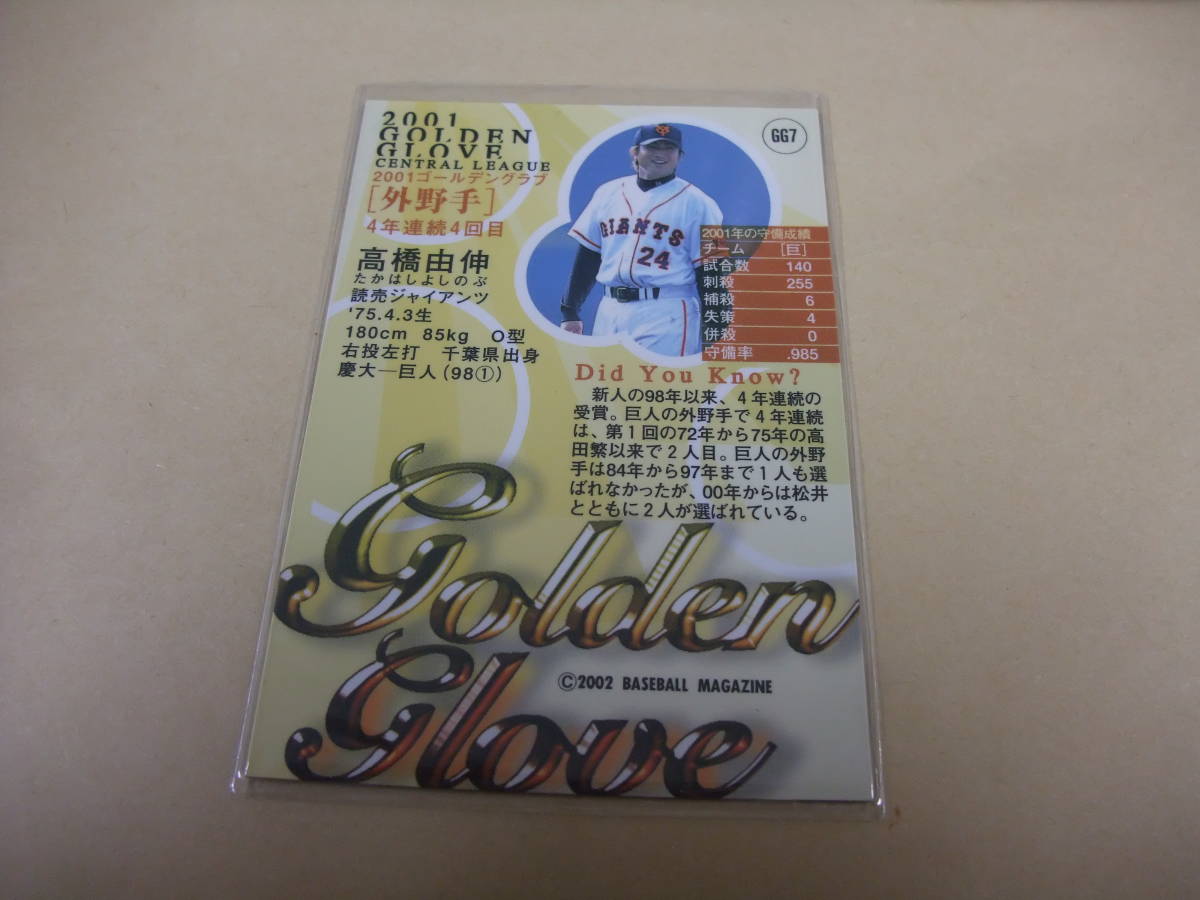 2001
GOLDEN
GLOVE
CENTRAL LEAGUE
2001ゴールデングラブ
[外野手]
4年連続4回目
高橋由伸
たかはしよしのぶ
読売ジャイアンツ
'75.4.3生
180cm 85kg O型
右投左打 千葉県出身
慶大―巨人(98①)
GG7
GIANTS
24
2001年の守備成績
チーム [巨]
試合数 140
刺殺 255
補殺 6
失策 4
併殺 0
守備率 .985
Did You Know?
新人の98年以来、4年連続の
受賞。巨人の外野手で4年連続
は、第1回の72年から75年の高
田繁以来で2人目。巨人の外野
手は84年から97年まで1人も選
ばれなかったが、00年からは松井
とともに2人が選ばれている。
Golden
Glove
©2002 BASEBALL MAGAZINE